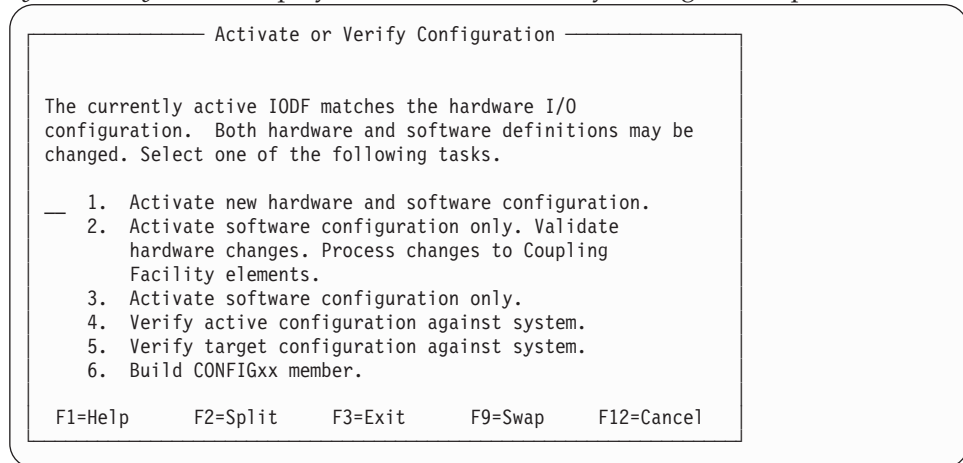 Activate or Verify Configuration
The currently active IODF matches the hardware I/O
configuration. Both hardware and software definitions may be
changed. Select one of the following tasks.
__ 1. Activate new hardware and software configuration.
2. Activate software configuration only. Validate
hardware changes. Process changes to Coupling
Facility elements.
3. Activate software configuration only.
4. Verify active configuration against system.
5. Verify target configuration against system.
6. Build CONFIGxx member.
F1=Help F2=Split F3=Exit F9=Swap F12=Cancel